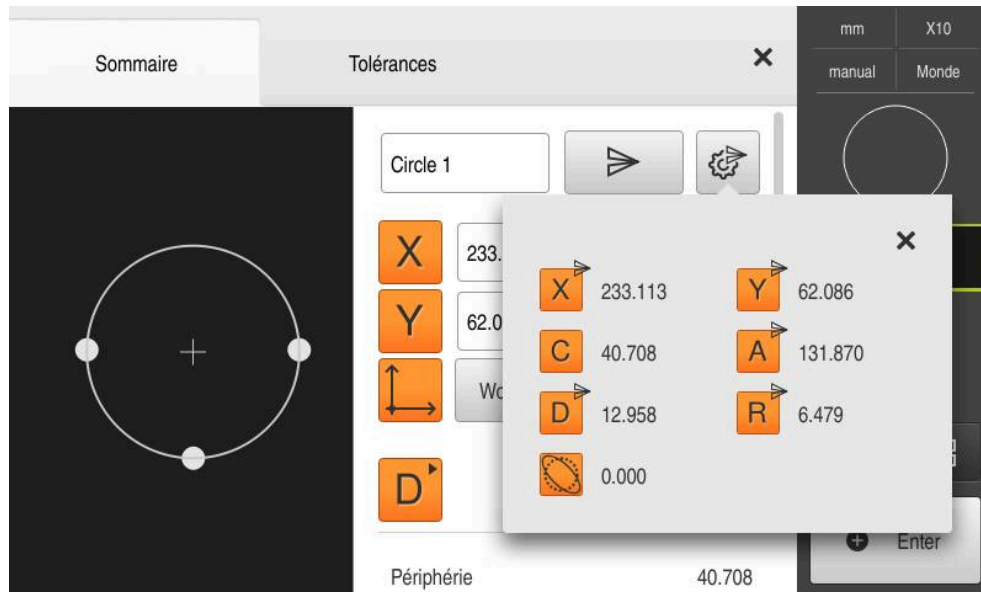 Sommaire
Tolérances
mm
X10
manual
Monde
Circle 1
X
233.
Y
62.0
Wo
D
Périphérie
40.708
X
233.113
Y
62.086
C
40.708
A
131.870
D
12.958
R
6.479
0.000
Enter